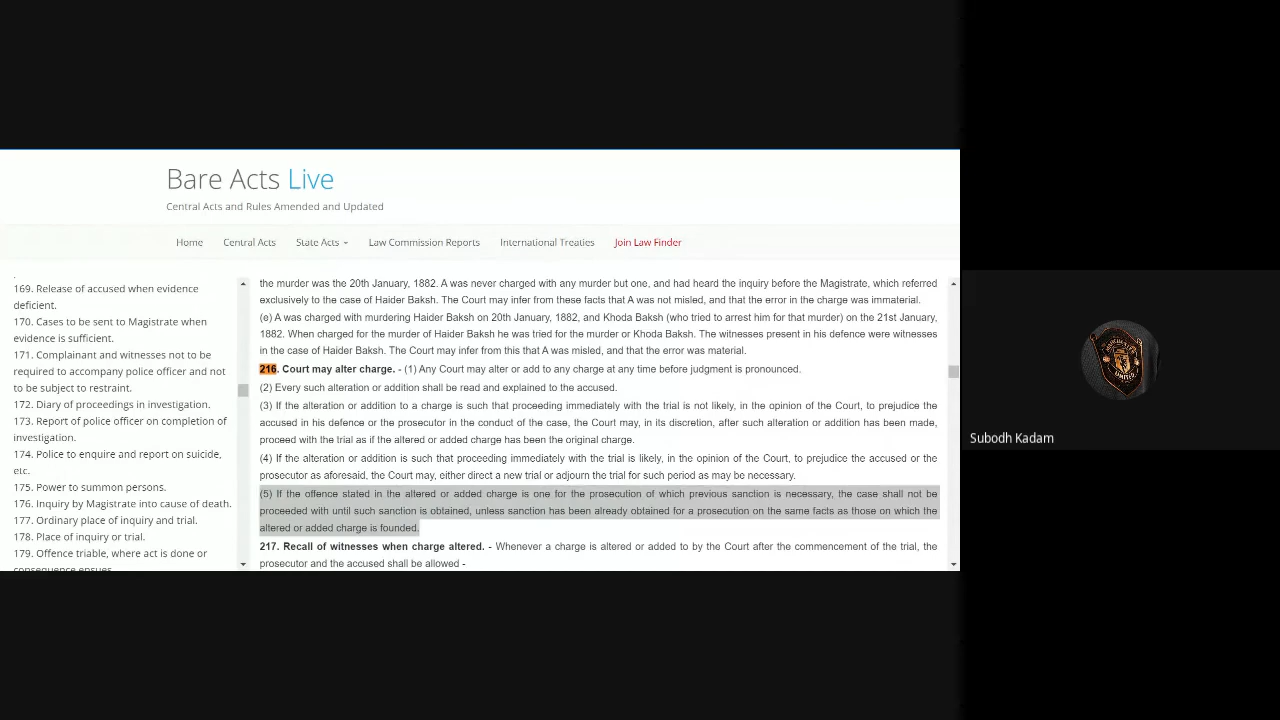 Bare Acts Live
Central Acts and Rules Amended and Updated
Home Central Acts State Acts Law Commission Reports International Treaties Join Law Finder
.
169. Release of accused when evidence
deficient.
170. Cases to be sent to Magistrate when
evidence is sufficient.
171. Complainant and witnesses not to be
required to accompany police officer and not
to be subject to restraint.
172. Diary of proceedings in investigation.
173. Report of police officer on completion of
investigation.
174. Police to enquire and report on suicide,
etc.
175. Power to summon persons.
176. Inquiry by Magistrate into cause of death.
177. Ordinary place of inquiry and trial.
178. Place of inquiry or trial.
179. Offence triable, where act is done or
consequence ensues.
the murder was the 20th January, 1882. A was never charged with any murder but one, and had heard the inquiry before the Magistrate, which referred
exclusively to the case of Haider Baksh. The Court may infer from these facts that A was not misled, and that the error in the charge was immaterial.
(e) A was charged with murdering Haider Baksh on 20th January, 1882, and Khoda Baksh (who tried to arrest him for that murder) on the 21st January,
1882. When charged for the murder of Haider Baksh he was tried for the murder or Khoda Baksh. The witnesses present in his defence were witnesses
in the case of Haider Baksh. The Court may infer from this that A was misled, and that the error was material.
216. Court may alter charge. - (1) Any Court may alter or add to any charge at any time before judgment is pronounced.
(2) Every such alteration or addition shall be read and explained to the accused.
(3) If the alteration or addition to a charge is such that proceeding immediately with the trial is not likely, in the opinion of the Court, to prejudice the
accused in his defence or the prosecutor in the conduct of the case, the Court may, in its discretion, after such alteration or addition has been made,
proceed with the trial as if the altered or added charge has been the original charge.
(4) If the alteration or addition is such that proceeding immediately with the trial is likely, in the opinion of the Court, to prejudice the accused or the
prosecutor as aforesaid, the Court may, either direct a new trial or adjourn the trial for such period as may be necessary.
(5) If the offence stated in the altered or added charge is one for the prosecution of which previous sanction is necessary, the case shall not be
proceeded with until such sanction is obtained, unless sanction has been already obtained for a prosecution on the same facts as those on which the
altered or added charge is founded.
217. Recall of witnesses when charge altered. - Whenever a charge is altered or added to by the Court after the commencement of the trial, the
prosecutor and the accused shall be allowed -
Subodh Kadam